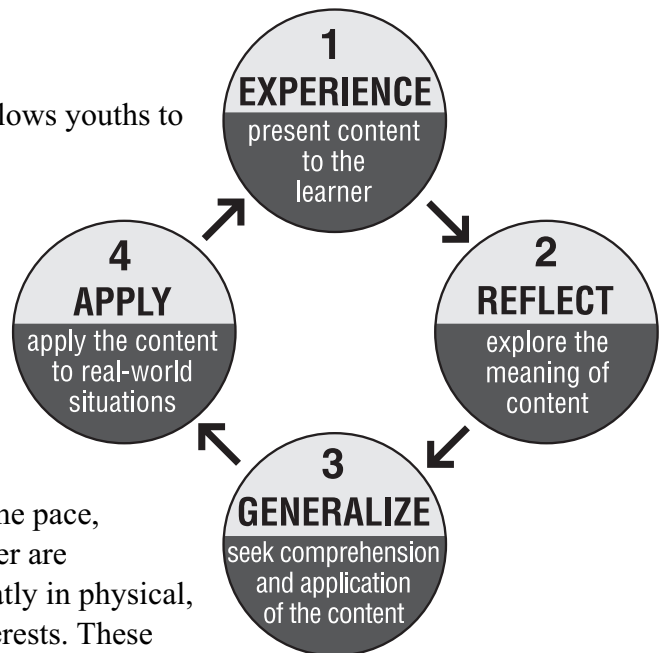 1
EXPERIENCE
present content
to the
learner
lows youths to
2
REFLECT
explore the
meaning of
content
3
GENERALIZE
seek comprehension
and application
of the content
4
APPLY
apply the content
to real-world
situations
ne pace,
er are
atly in physical,
erests. These